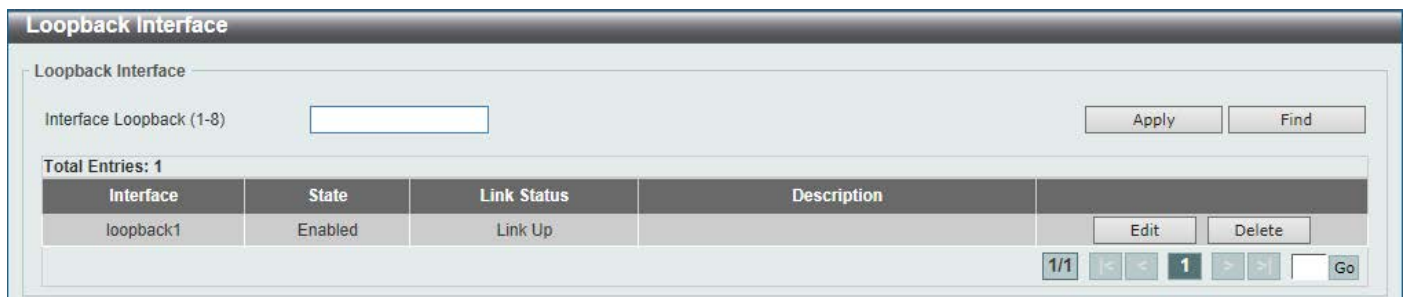 Loopback Interface
Loopback Interface
Interface Loopback (1-8) Apply Find
Total Entries: 1
Interface State Link Status Description
loopback1 Enabled Link Up Edit Delete
1/1 |< < 1 > >| Go